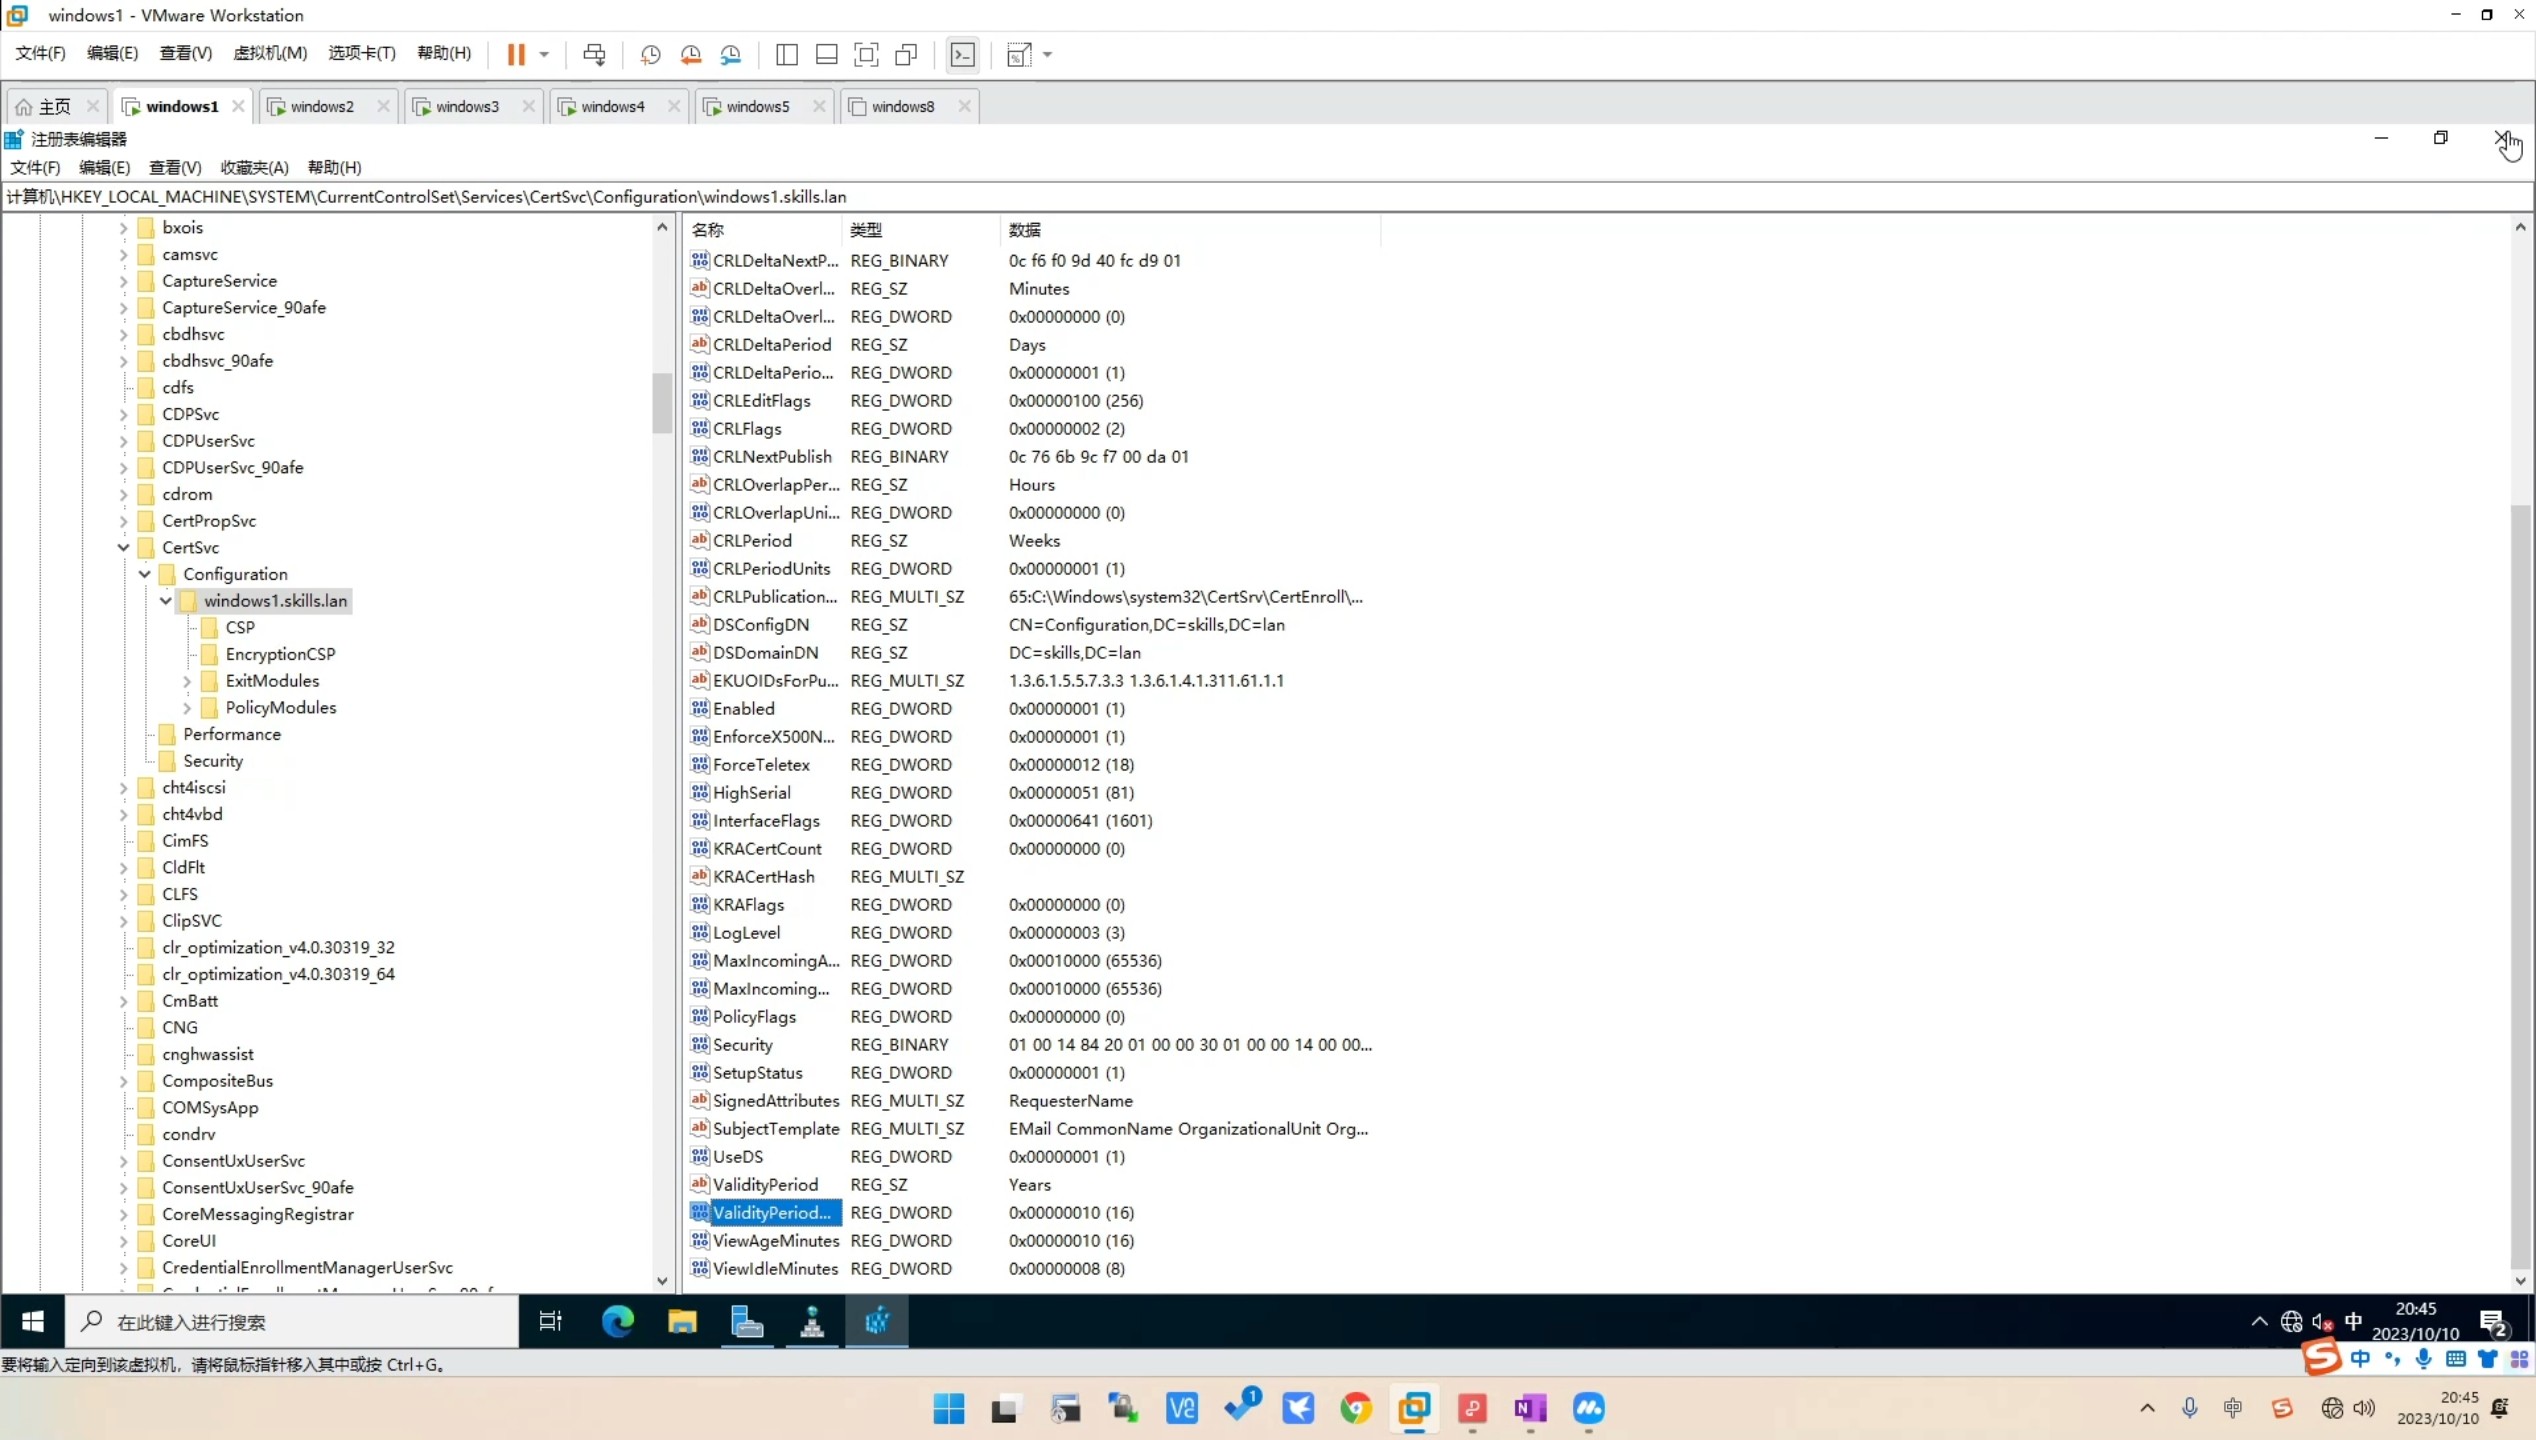 windows1 - VMware Workstation
文件(F) 编辑(E) 查看(V) 虚拟机(M) 选项卡(T) 帮助(H)
主页 windows1 windows2 windows3 windows4 windows5 windows8
注册表编辑器
文件(F) 编辑(E) 查看(V) 收藏夹(A) 帮助(H)
计算机\HKEY_LOCAL_MACHINE\SYSTEM\CurrentControlSet\Services\CertSvc\Configuration\windows1.skills.lan
bxois
camsvc
CaptureService
CaptureService_90afe
cbdhsvc
cbdhsvc_90afe
cdfs
CDPSvc
CDPUserSvc
CDPUserSvc_90afe
cdrom
CertPropSvc
CertSvc
Configuration
windows1.skills.lan
CSP
EncryptionCSP
ExitModules
PolicyModules
Performance
Security
cht4iscsi
cht4vbd
CimFS
CldFlt
CLFS
ClipSVC
clr_optimization_v4.0.30319_32
clr_optimization_v4.0.30319_64
CmBatt
CNG
cnghwassist
CompositeBus
COMSysApp
condrv
ConsentUxUserSvc
ConsentUxUserSvc_90afe
CoreMessagingRegistrar
CoreUI
CredentialEnrollmentManagerUserSvc
名称 类型 数据
CRLDeltaNextP... REG_BINARY 0c f6 f0 9d 40 fc d9 01
CRLDeltaOverl... REG_SZ Minutes
CRLDeltaOverl... REG_DWORD 0x00000000 (0)
CRLDeltaPeriod REG_SZ Days
CRLDeltaPerio... REG_DWORD 0x00000001 (1)
CRLEditFlags REG_DWORD 0x00000100 (256)
CRLFlags REG_DWORD 0x00000002 (2)
CRLNextPublish REG_BINARY 0c 76 6b 9c f7 00 da 01
CRLOverlapPer... REG_SZ Hours
CRLOverlapUni... REG_DWORD 0x00000000 (0)
CRLPeriod REG_SZ Weeks
CRLPeriodUnits REG_DWORD 0x00000001 (1)
CRLPublication... REG_MULTI_SZ 65:C:\Windows\system32\CertSrv\CertEnroll\...
DSConfigDN REG_SZ CN=Configuration,DC=skills,DC=lan
DSDomainDN REG_SZ DC=skills,DC=lan
EKUOIDsForPu... REG_MULTI_SZ 1.3.6.1.5.5.7.3.3 1.3.6.1.4.1.311.61.1.1
Enabled REG_DWORD 0x00000001 (1)
EnforceX500N... REG_DWORD 0x00000001 (1)
ForceTeletex REG_DWORD 0x00000012 (18)
HighSerial REG_DWORD 0x00000051 (81)
InterfaceFlags REG_DWORD 0x00000641 (1601)
KRACertCount REG_DWORD 0x00000000 (0)
KRACertHash REG_MULTI_SZ
KRAFlags REG_DWORD 0x00000000 (0)
LogLevel REG_DWORD 0x00000003 (3)
MaxIncomingA... REG_DWORD 0x00010000 (65536)
MaxIncoming... REG_DWORD 0x00010000 (65536)
PolicyFlags REG_DWORD 0x00000000 (0)
Security REG_BINARY 01 00 14 84 20 01 00 00 30 01 00 00 14 00 00...
SetupStatus REG_DWORD 0x00000001 (1)
SignedAttributes REG_MULTI_SZ RequesterName
SubjectTemplate REG_MULTI_SZ EMail CommonName OrganizationalUnit Org...
UseDS REG_DWORD 0x00000001 (1)
ValidityPeriod REG_SZ Years
ValidityPeriod... REG_DWORD 0x00000010 (16)
ViewAgeMinutes REG_DWORD 0x00000010 (16)
ViewIdleMinutes REG_DWORD 0x00000008 (8)
在此键入进行搜索
中 20:45
2023/10/10 2
要将输入定向到该虚拟机，请将鼠标指针移入其中或按 Ctrl+G。
中
1
中 20:45
2023/10/10